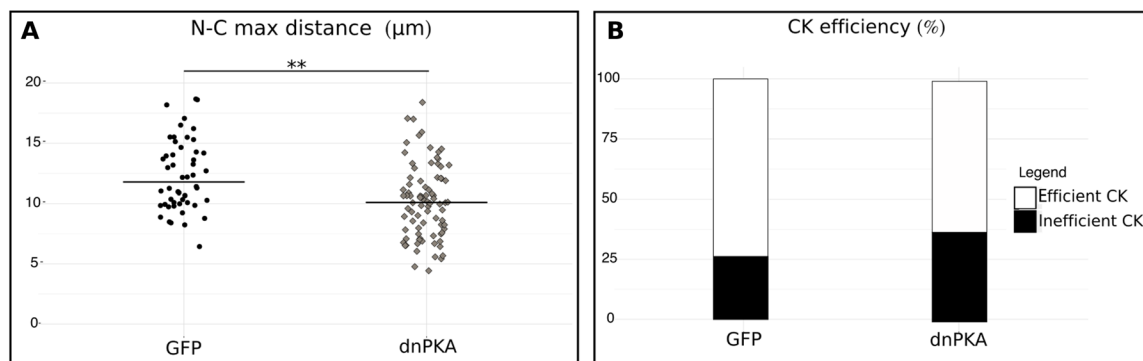 A
N-C max distance (μm)
**
20
15
10
5
0
GFP
dnPKA
B
CK efficiency (%)
100
75
50
25
0
GFP
dnPKA
Legend
Efficient CK
Inefficient CK